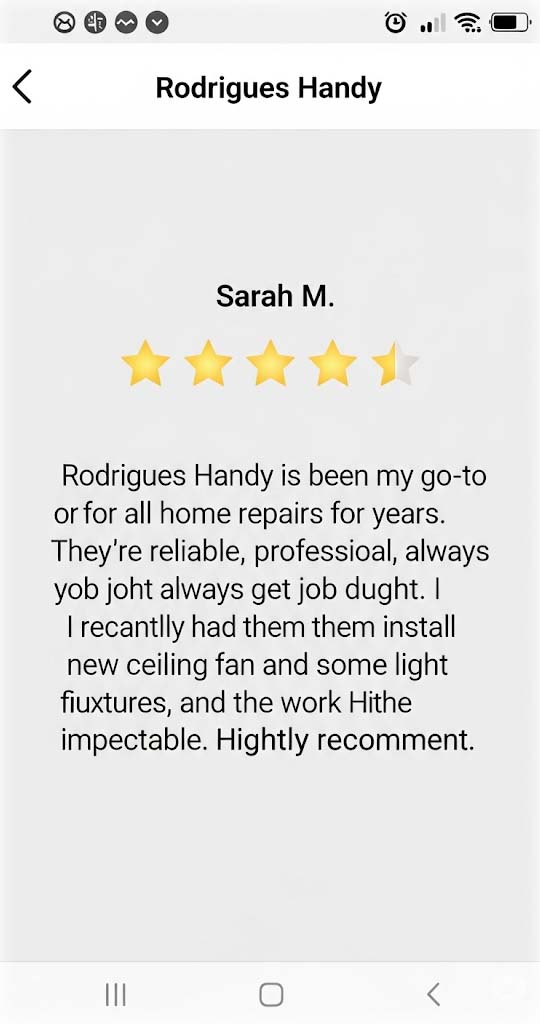 Rodrigues Handy
Sarah M.
Rodrigues Handy is been my go-to
or for all home repairs for years.
They're reliable, professioal, always
yob joht always get job dught. I
I recantlly had them them install
new ceiling fan and some light
fiuxtures, and the work Hithe
impectable. Hightly recomment.